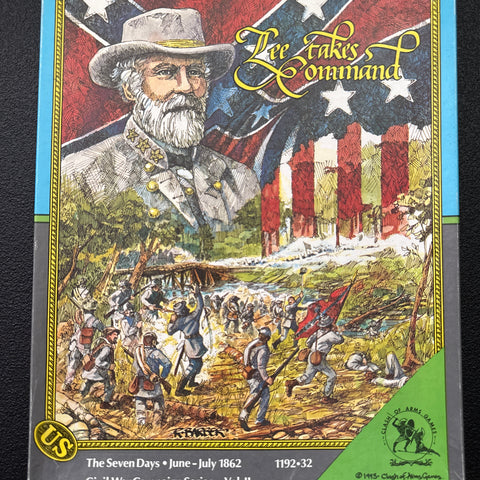 Lee takes
Command
K BLACK
US
The Seven Days • June - July 1862 1192•32
CLASH OF ARMS GAMES
© 1993 - Clash of Arms Games